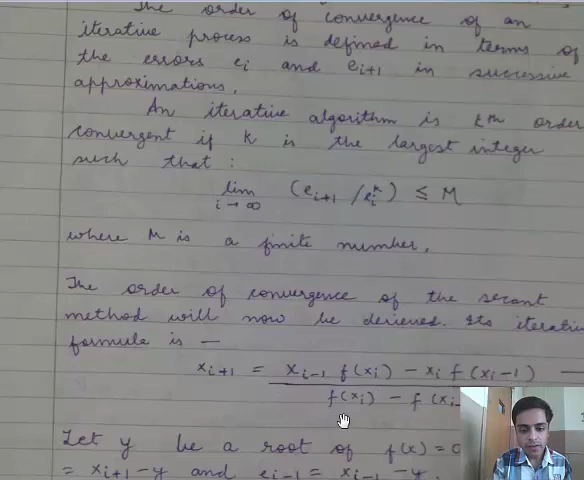 The order of convergence of an
iterative process is defined in terms of
the errors ei and ei+1 in successive
approximations.
An iterative algorithm is kth order
convergent if k is the largest integer
such that :
lim i→∞ (ei+1 / ei^k) ≤ M
where M is a finite number.
The order of convergence of the secant
method will now be derieved. Its iterative
formula is —
xi+1 = xi-1 f(xi) - xi f(xi-1) —
f(xi) - f(xi-
Let y be a root of f(x)=0
= xi+1-y and ei-1= xi-1-y.